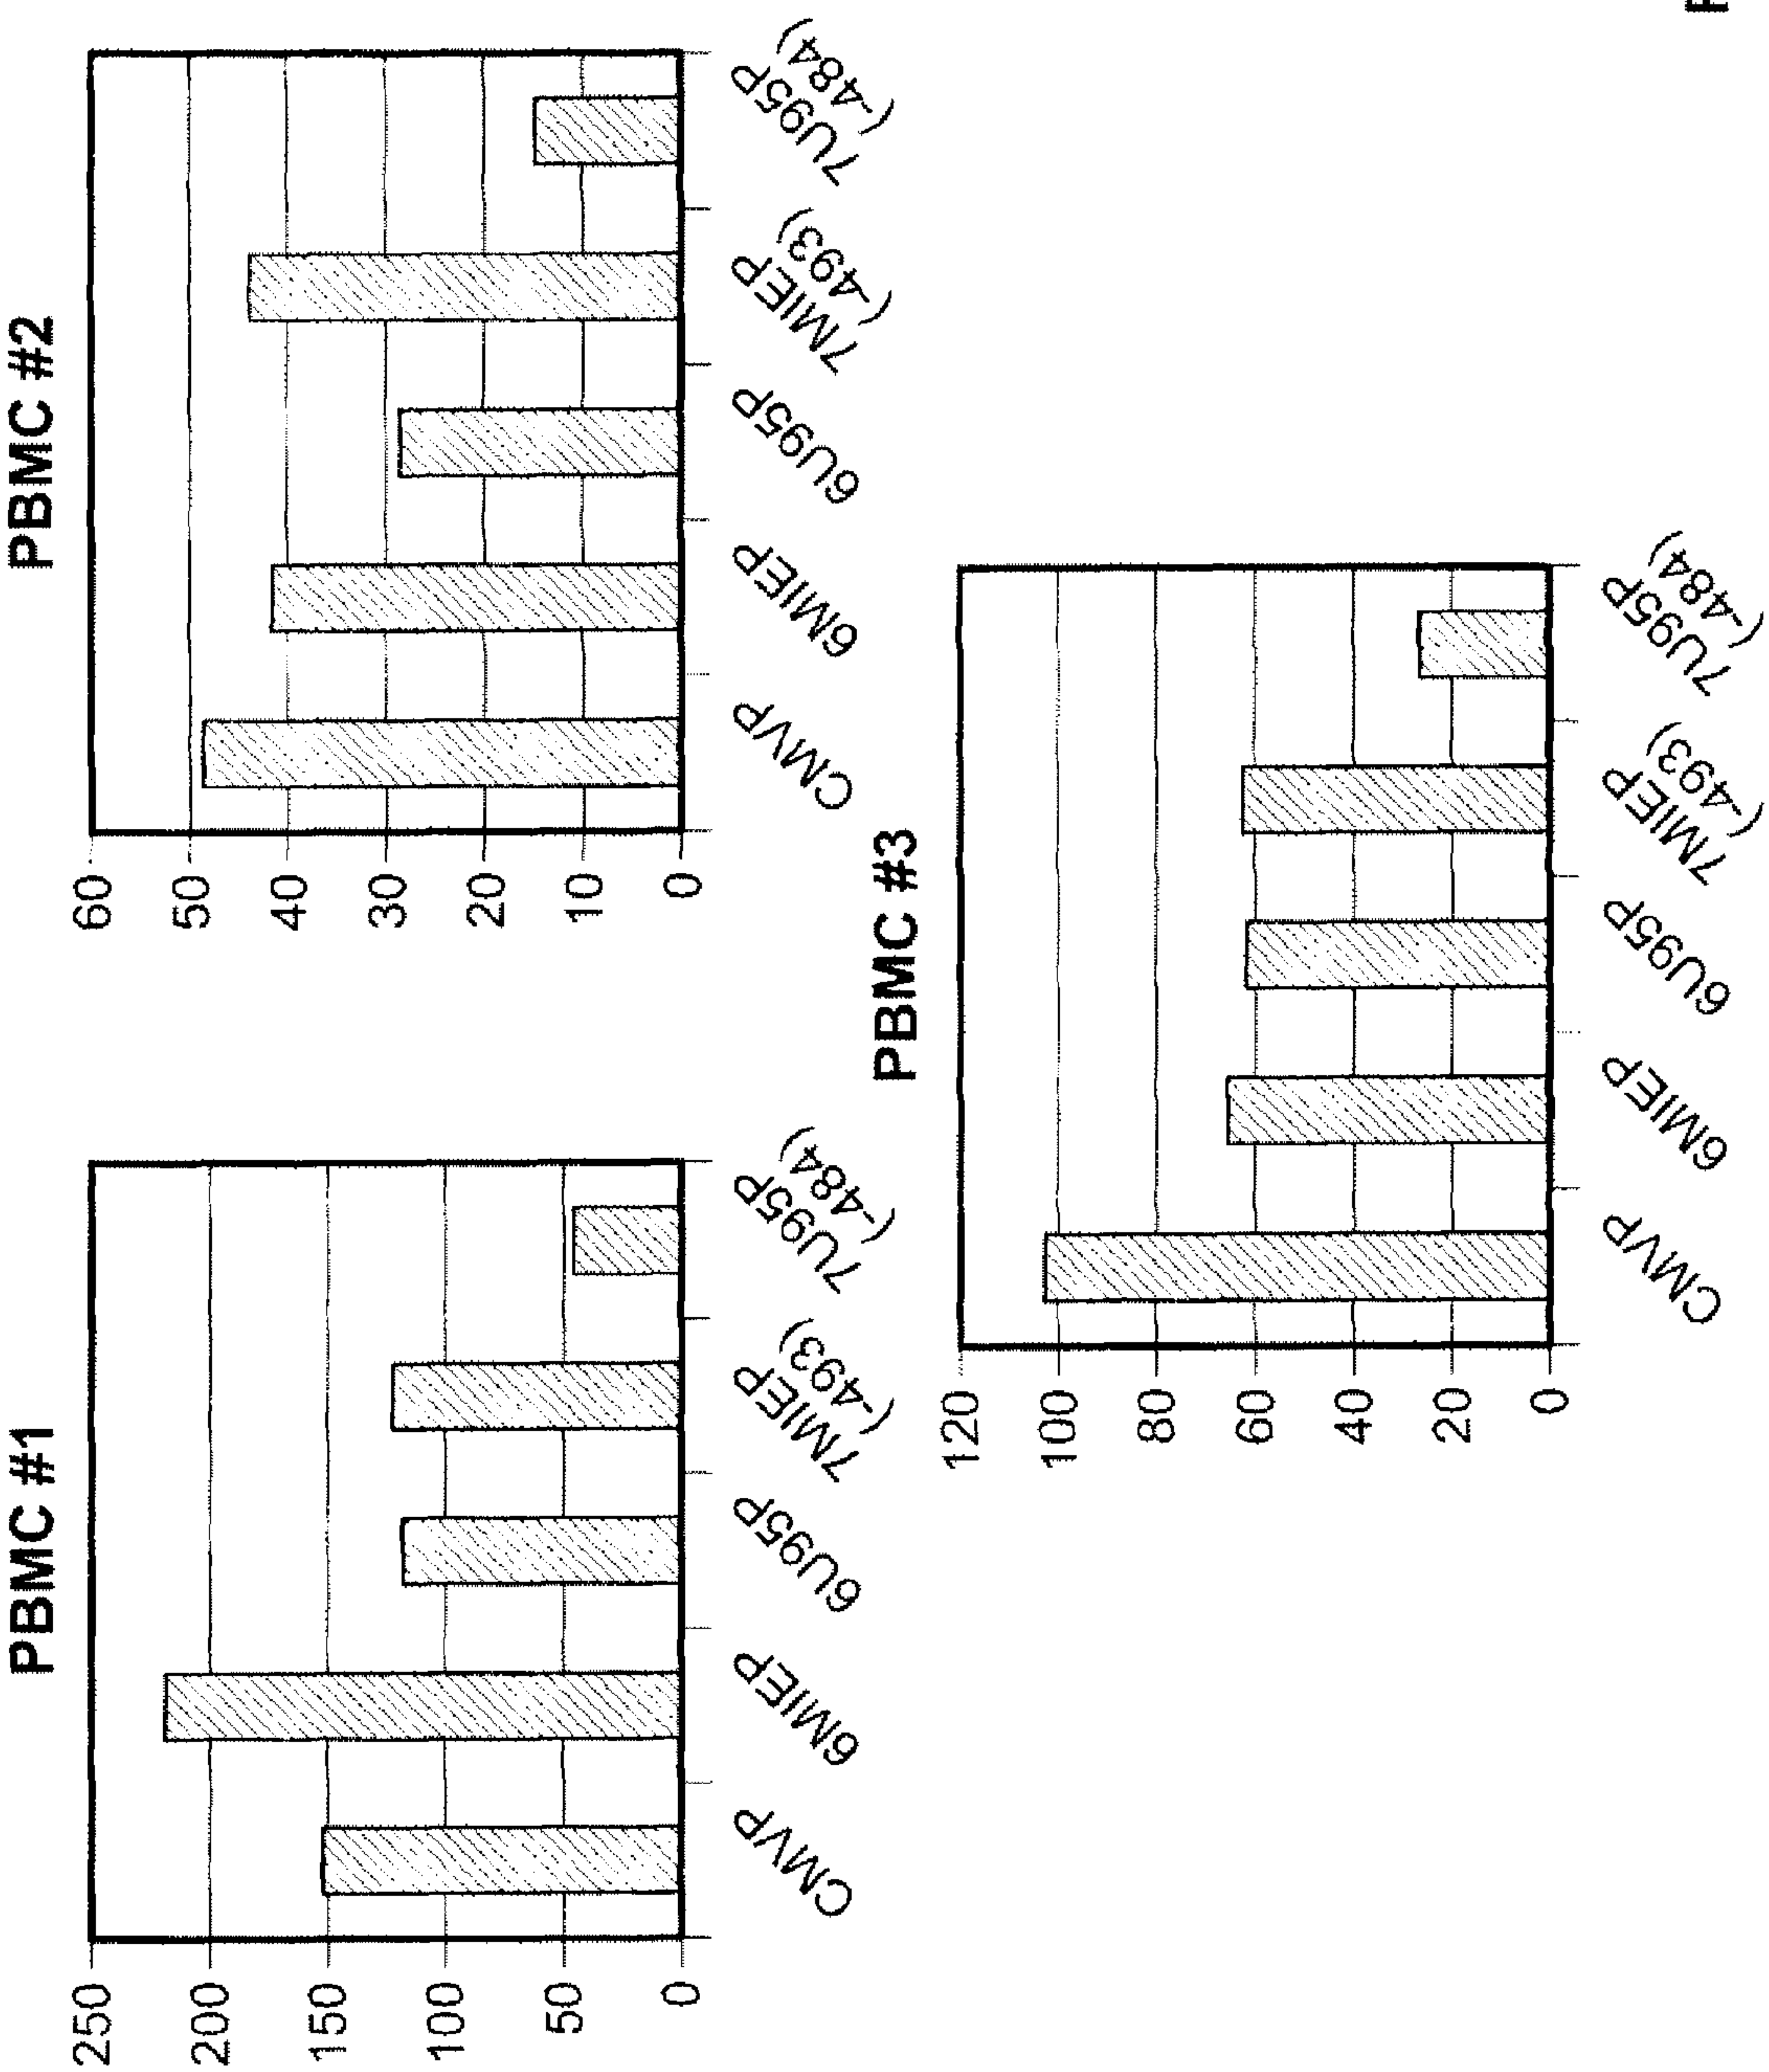 PBMC #1
250
200
150
100
50
0
CMVP
6MIEP
6U95P
7MIEP
(-493)
7U95P
(-484)
PBMC #2
60
50
40
30
20
10
0
CMVP
6MIEP
6U95P
7MIEP
(-493)
7U95P
(-484)
PBMC #3
120
100
80
60
40
20
0
CMVP
6MIEP
6U95P
7MIEP
(-493)
7U95P
(-484)